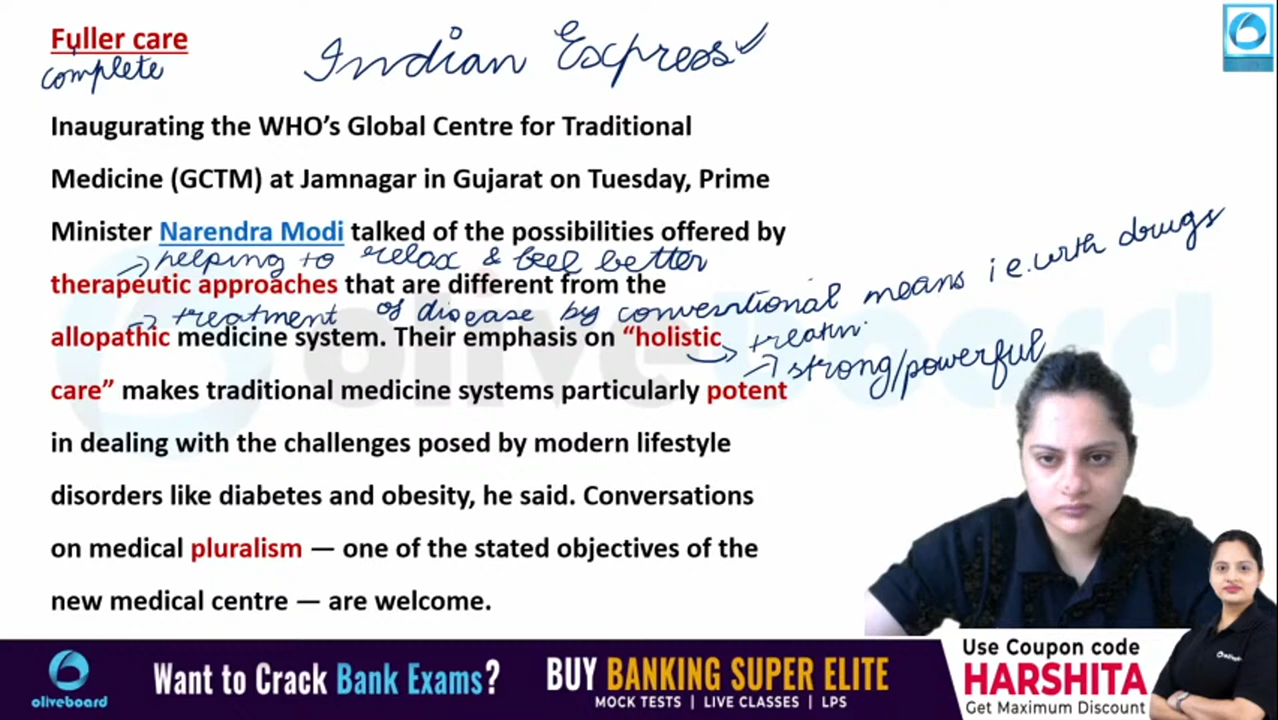 Fuller care
complete
Indian Express
Inaugurating the WHO's Global Centre for Traditional
Medicine (GCTM) at Jamnagar in Gujarat on Tuesday, Prime
Minister Narendra Modi talked of the possibilities offered by
helping to relax & feel better
therapeutic approaches that are different from the
treatment of disease by conventional means i.e. with drugs
allopathic medicine system. Their emphasis on “holistic
treatm
strong/powerful
care” makes traditional medicine systems particularly potent
in dealing with the challenges posed by modern lifestyle
disorders like diabetes and obesity, he said. Conversations
on medical pluralism — one of the stated objectives of the
new medical centre — are welcome.
oliveboard
oliveboard
Want to Crack Bank Exams?
BUY BANKING SUPER ELITE
MOCK TESTS | LIVE CLASSES | LPS
Use Coupon code
HARSHITA
Get Maximum Discount